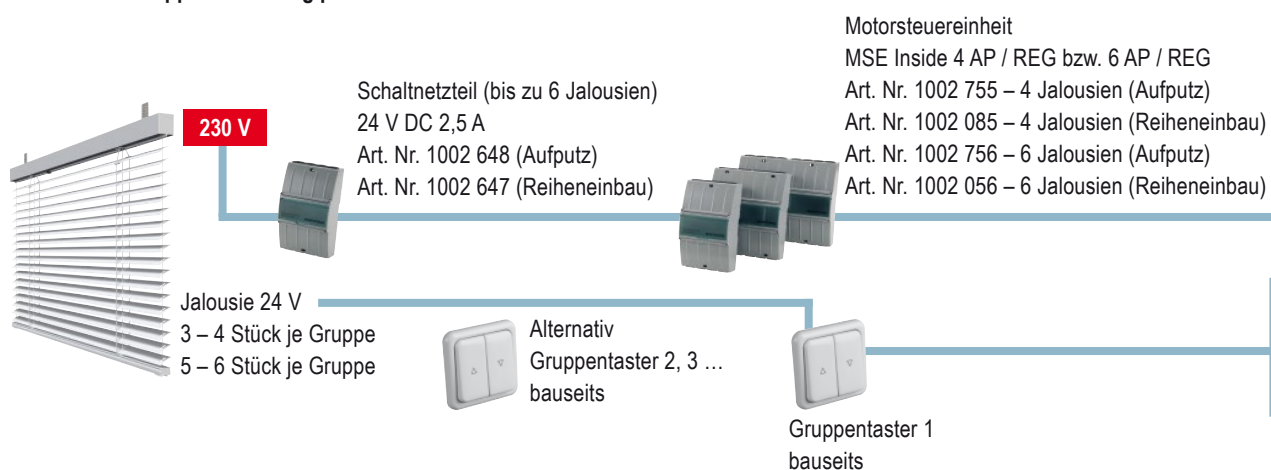 230 V
Schaltnetzteil (bis zu 6 Jalousien)
24 V DC 2,5 A
Art. Nr. 1002 648 (Aufputz)
Art. Nr. 1002 647 (Reiheneinbau)
Motorsteuereinheit
MSE Inside 4 AP / REG bzw. 6 AP / REG
Art. Nr. 1002 755 – 4 Jalousien (Aufputz)
Art. Nr. 1002 085 – 4 Jalousien (Reiheneinbau)
Art. Nr. 1002 756 – 6 Jalousien (Aufputz)
Art. Nr. 1002 056 – 6 Jalousien (Reiheneinbau)
Jalousie 24 V
3 – 4 Stück je Gruppe
5 – 6 Stück je Gruppe
Alternativ
Gruppentaster 2, 3 …
bauseits
Gruppentaster 1
bauseits